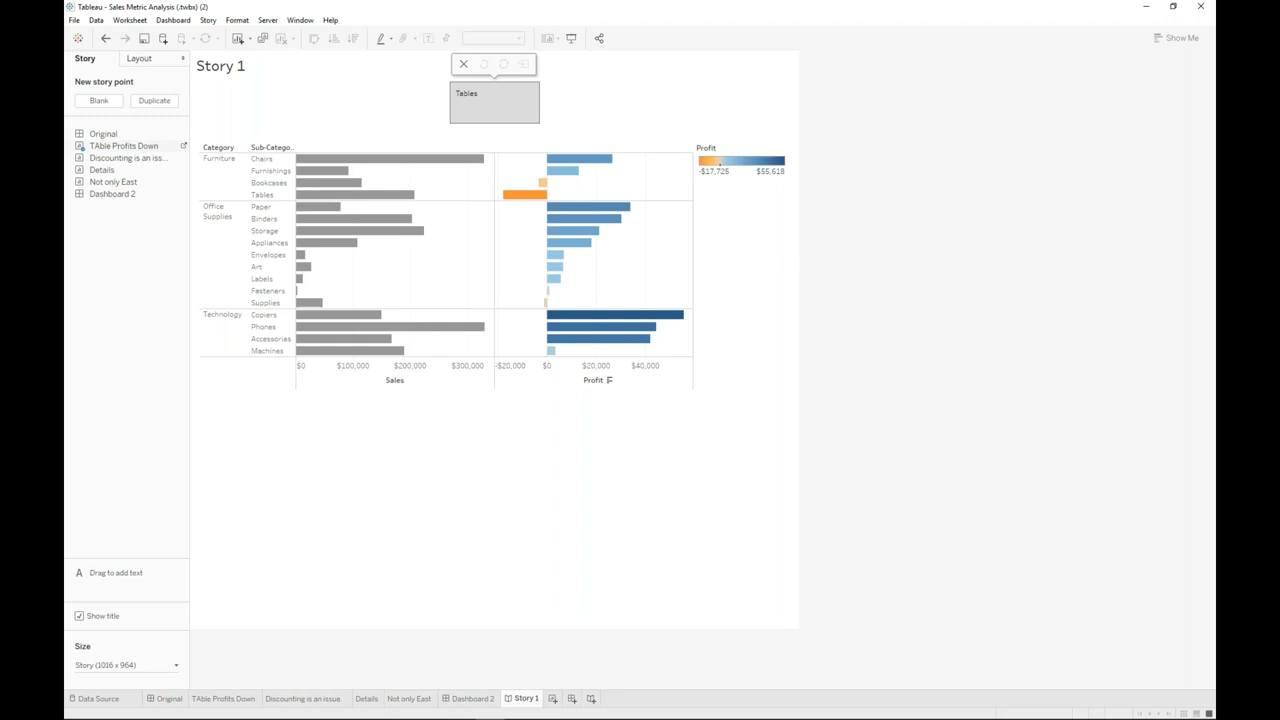 Tableau - Sales Metric Analysis (.twbx) (2)
File Data Worksheet Dashboard Story Format Server Window Help
Show Me
Story Layout
New story point
Blank Duplicate
Original
TAble Profits Down
Discounting is an iss...
Details
Not only East
Dashboard 2
Drag to add text
Show title
Size
Story (1016 x 964)
Story 1
Tables
Category Sub-Catego..
Furniture Chairs
Furnishings
Bookcases
Tables
Office Supplies Paper
Binders
Storage
Appliances
Envelopes
Art
Labels
Fasteners
Supplies
Technology Copiers
Phones
Accessories
Machines
$0 $100,000 $200,000 $300,000 -$20,000 $0 $20,000 $40,000
Sales Profit
Profit
-$17,725 $55,618
Data Source Original TAble Profits Down Discounting is an issue. Details Not only East Dashboard 2 Story 1